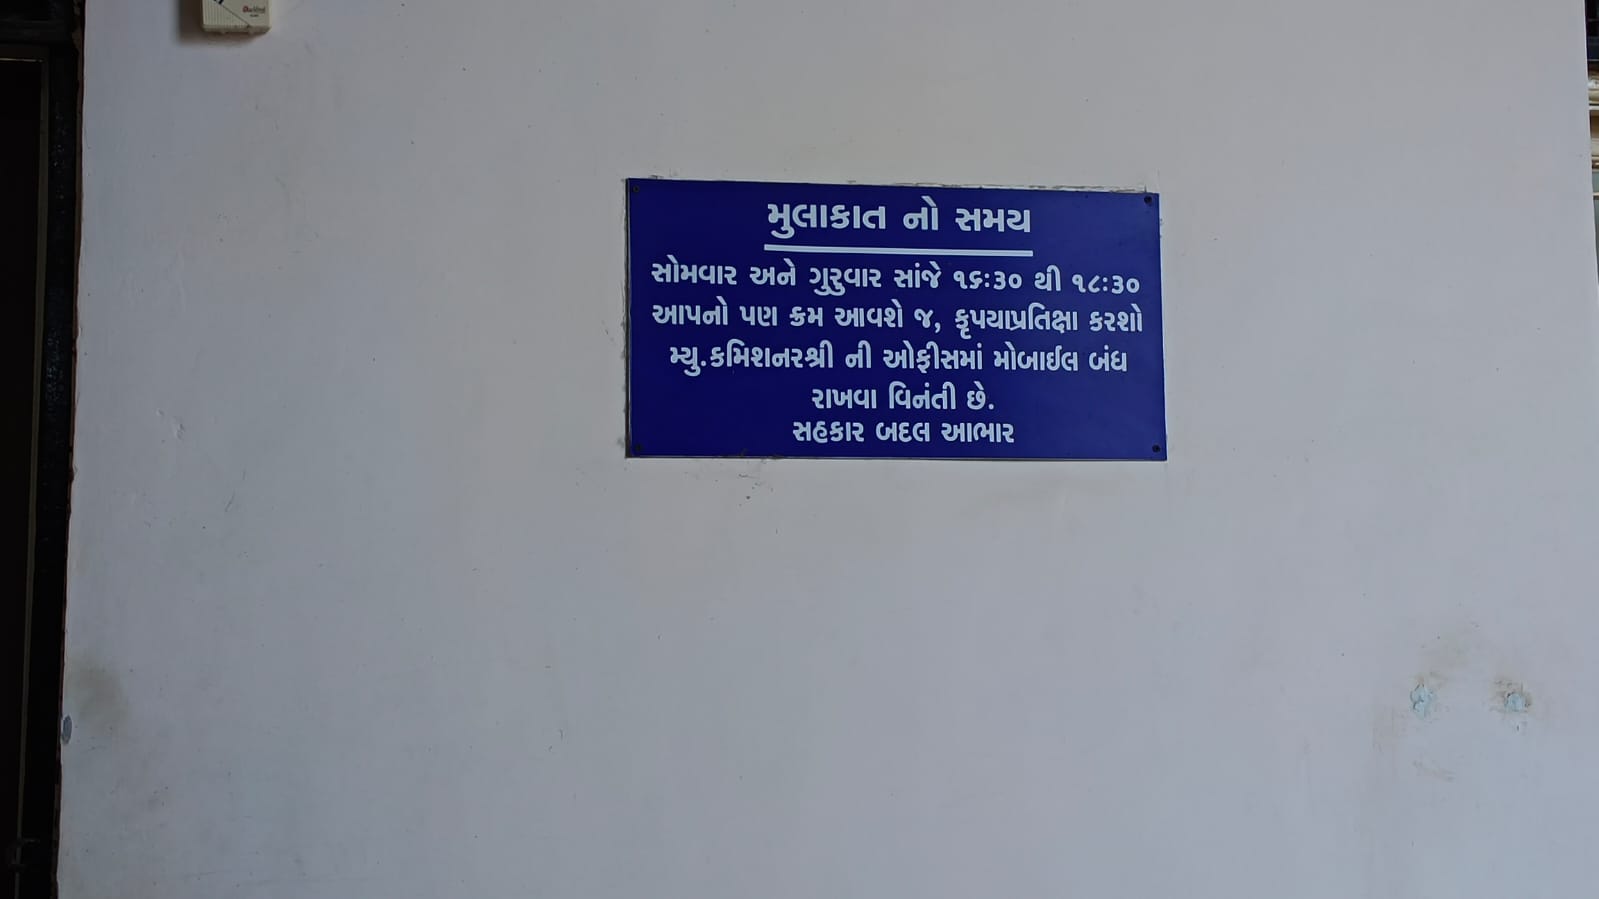 મુલાકાત નો સમય
સોમવાર અને ગુરુવાર સાંજે ૧૬:૩૦ થી ૧૮:૩૦
આપનો પણ ક્રમ આવશે જ, કૃપયાપ્રતિક્ષા કરશો
મ્યુ.કમિશનરશ્રી ની ઓફીસમાં મોબાઈલ બંધ
રાખવા વિનંતી છે.
સહકાર બદલ આભાર